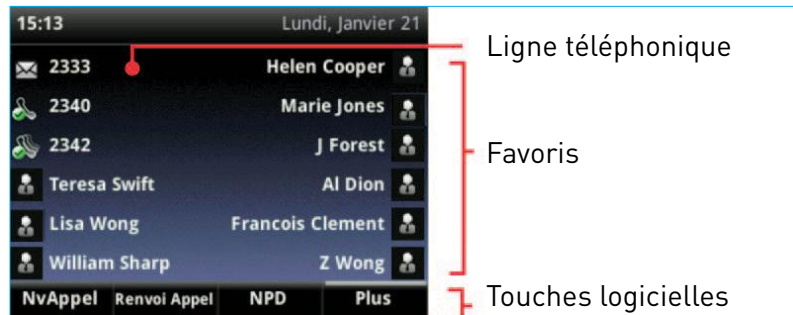 15:13 Lundi, Janvier 21
2333 Helen Cooper
Ligne téléphonique
2340 Marie Jones
2342 J Forest
Favoris
Teresa Swift Al Dion
Lisa Wong Francois Clement
William Sharp Z Wong
NvAppel Renvoi Appel NPD Plus
Touches logicielles